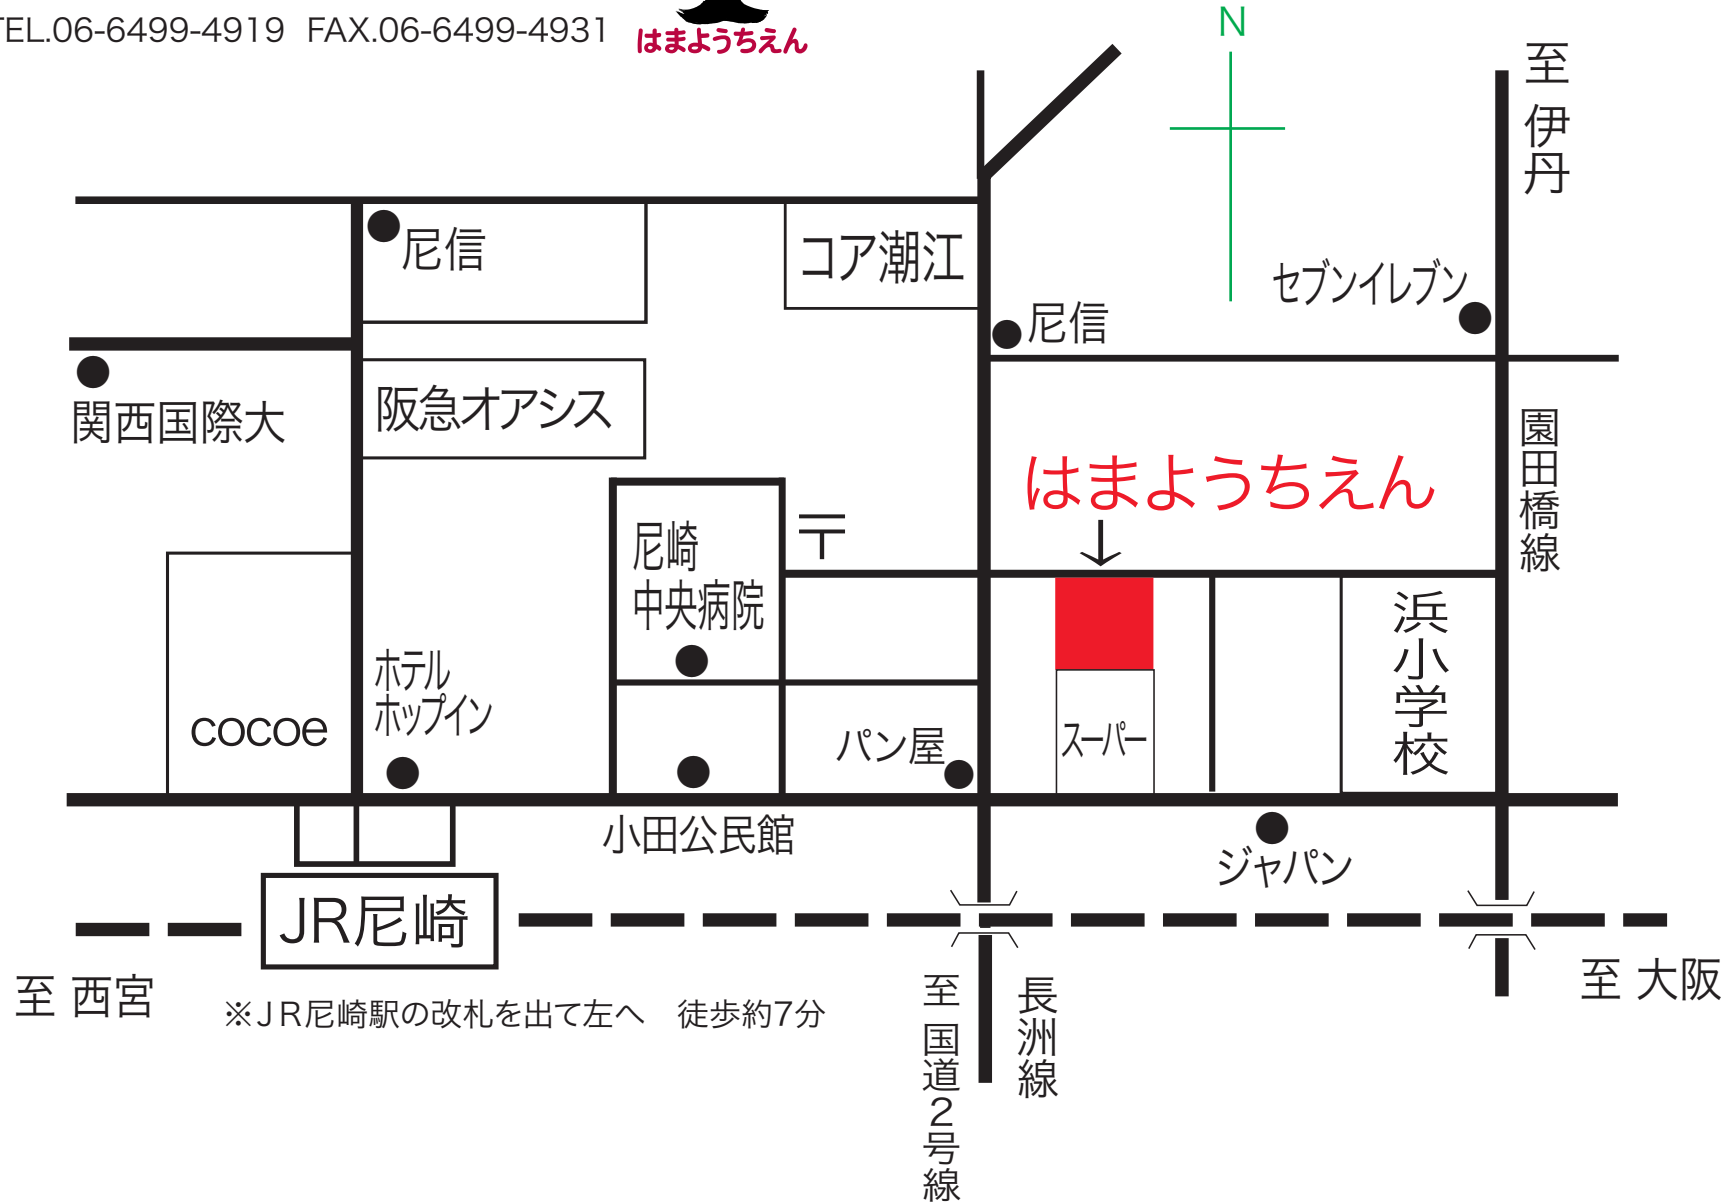 TEL.06-6499-4919 FAX.06-6499-4931
はまようちえん
N
至 伊丹
尼信
コア潮江
セブンイレブン
尼信
関西国際大
阪急オアシス
園田橋線
はまようちえん
↓
〒
尼崎
中央病院
浜小学校
ホテル
ホップイン
cocoe
パン屋
スーパー
小田公民館
ジャパン
JR尼崎
至 西宮
至 大阪
※JR尼崎駅の改札を出て左へ　徒歩約7分
至 国道2号線
長洲線